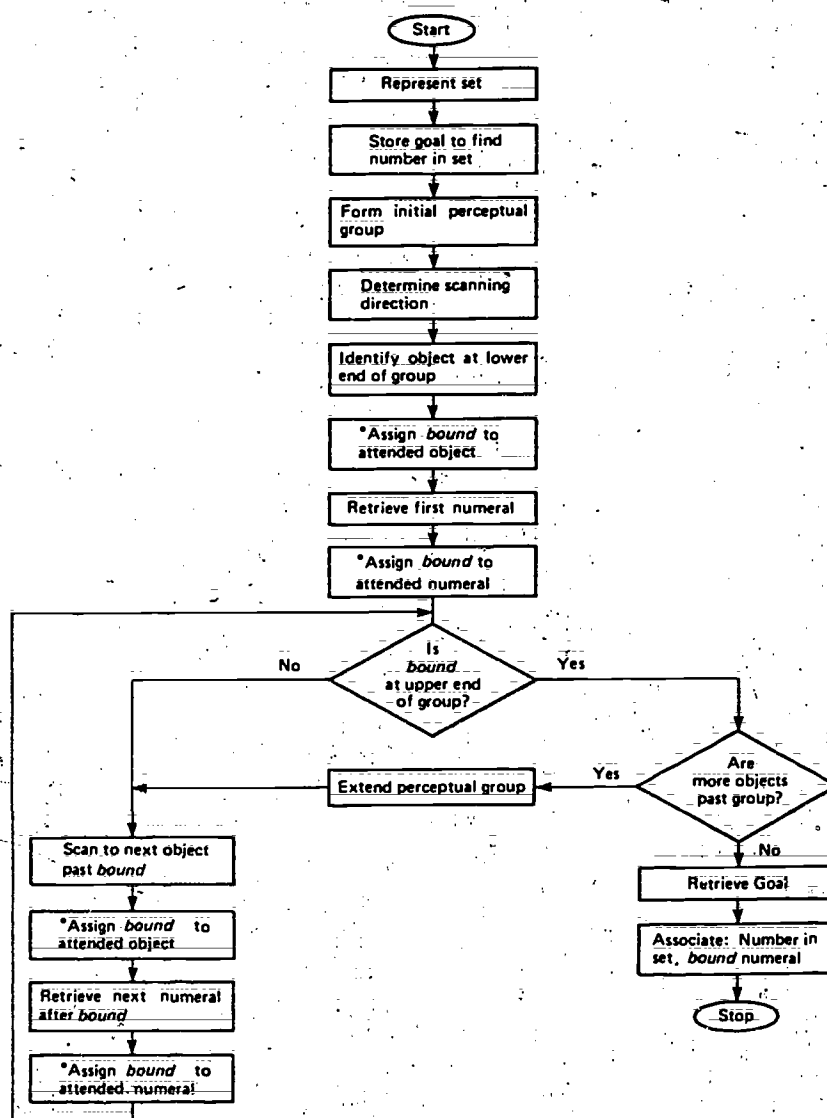 Start
Represent set
Store goal to find
number in set
Form initial perceptual
group
Determine scanning
direction
Identify object at lower
end of group
*Assign bound to
attended object
Retrieve first numeral
*Assign bound to
attended numeral
Is
bound
at upper end
of group?
No
Yes
Are
more objects
past group?
Yes
Extend perceptual group
No
Scan to next object
past bound
*Assign bound to
attended object
Retrieve next numeral
after bound
*Assign bound to
attended numeral
Retrieve Goal
Associate: Number in
set, bound numeral
Stop